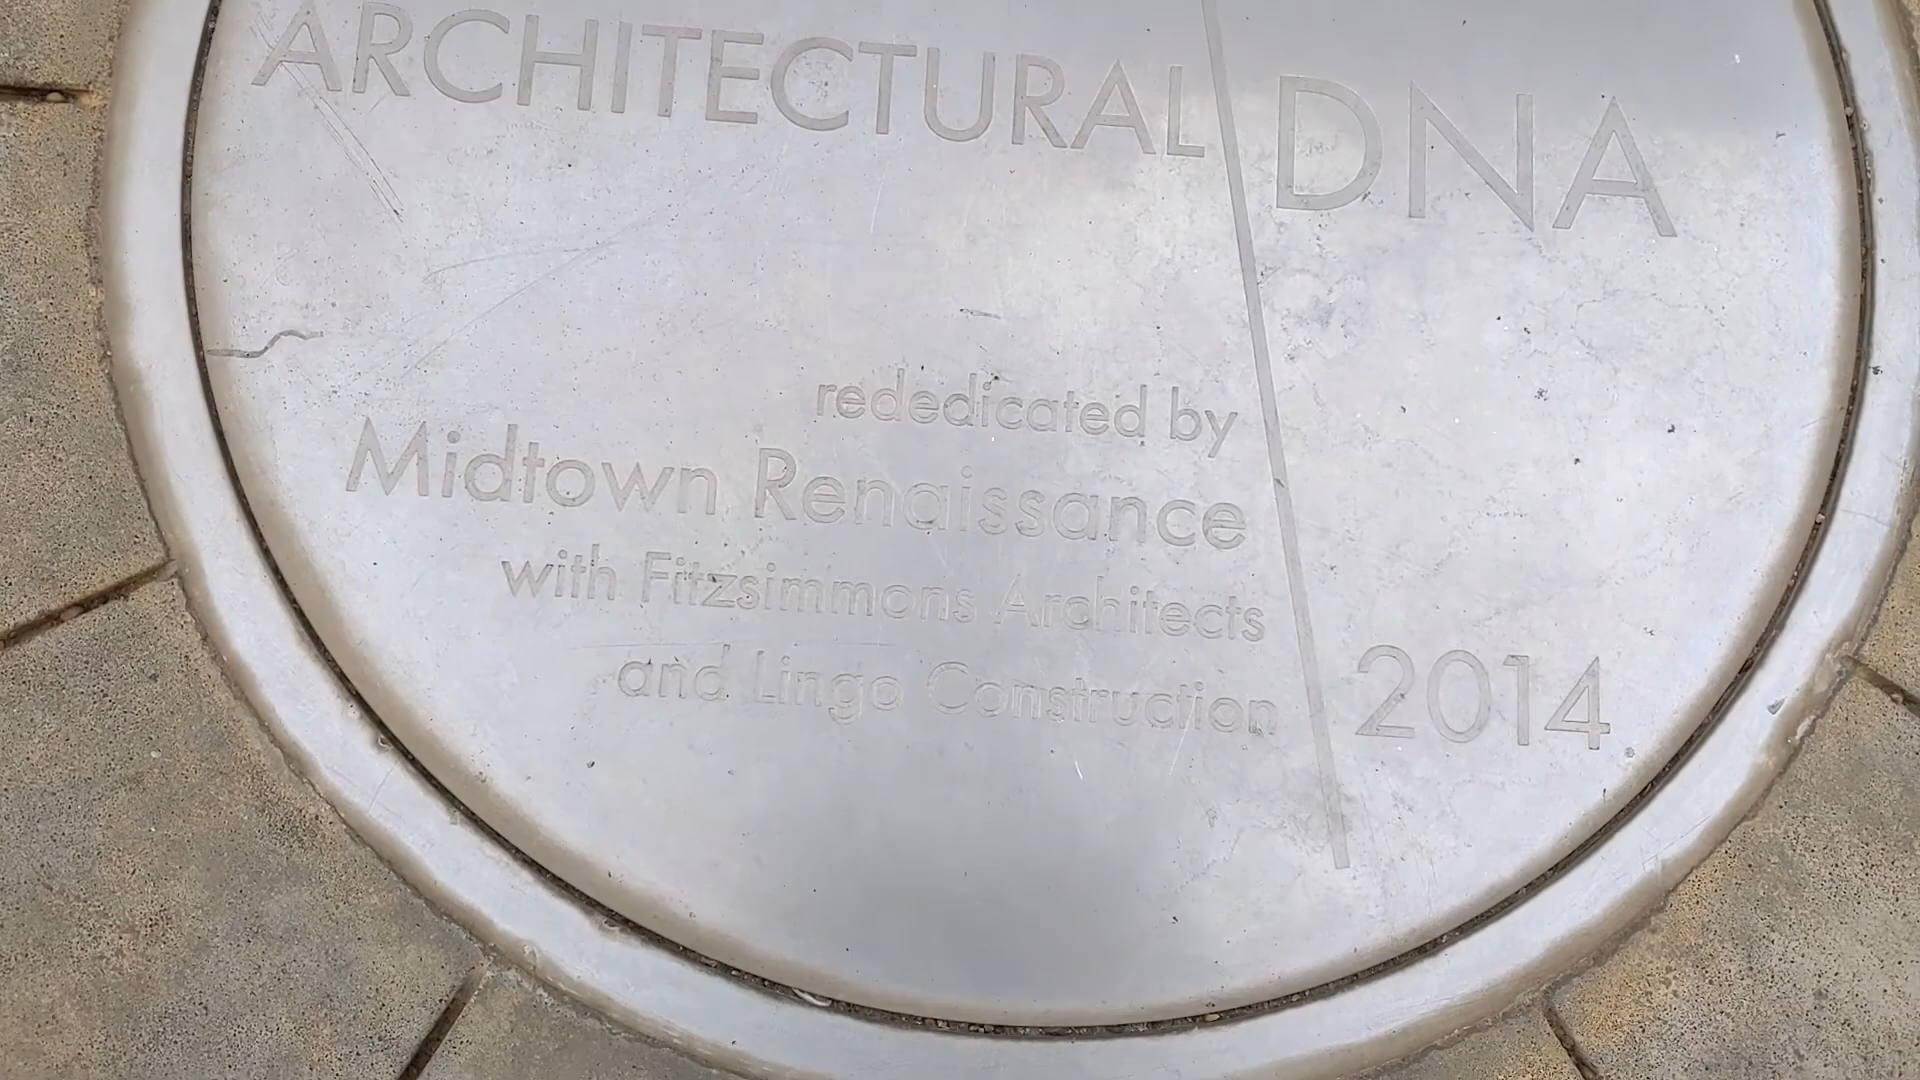 ARCHITECTURAL DNA
rededicated by
Midtown Renaissance
with Fitzsimmons Architects
and Lingo Construction
2014